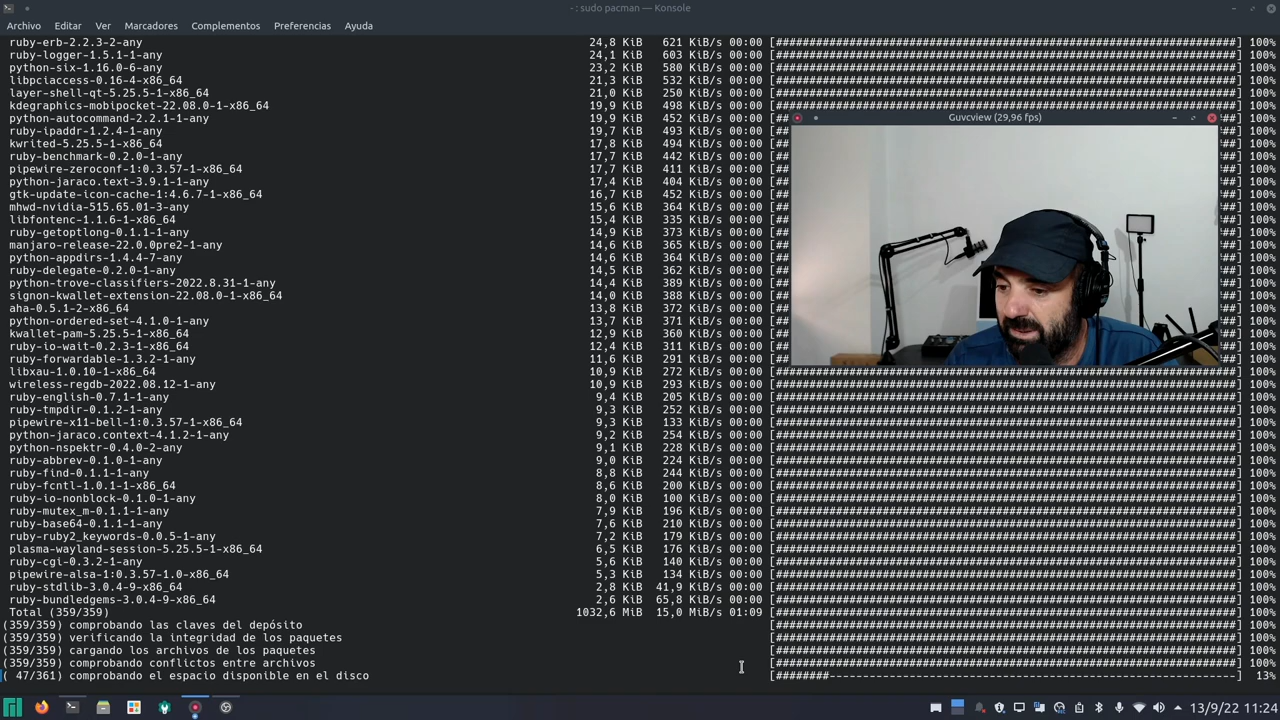 - : sudo pacman — Konsole
Archivo Editar Ver Marcadores Complementos Preferencias Ayuda
ruby-erb-2.2.3-2-any 24,8 KiB 621 KiB/s 00:00 [####################################################################] 100%
ruby-logger-1.5.1-1-any 24,1 KiB 603 KiB/s 00:00 [####################################################################] 100%
python-six-1.16.0-6-any 23,2 KiB 580 KiB/s 00:00 [####################################################################] 100%
libpciaccess-0.16-4-x86_64 21,3 KiB 532 KiB/s 00:00 [####################################################################] 100%
layer-shell-qt-5.25.5-1-x86_64 21,0 KiB 250 KiB/s 00:00 [####################################################################] 100%
kdegraphics-mobipocket-22.08.0-1-x86_64 19,9 KiB 498 KiB/s 00:00 [####################################################################] 100%
python-autocommand-2.2.1-1-any 19,9 KiB 452 KiB/s 00:00 [## Guvcview (29,96 fps) 100%
ruby-ipaddr-1.2.4-1-any 19,7 KiB 493 KiB/s 00:00 [## ##] 100%
kwrited-5.25.5-1-x86_64 17,8 KiB 494 KiB/s 00:00 [## ##] 100%
ruby-benchmark-0.2.0-1-any 17,7 KiB 442 KiB/s 00:00 [## ##] 100%
pipewire-zeroconf-1:0.3.57-1-x86_64 17,7 KiB 411 KiB/s 00:00 [## ##] 100%
python-jaraco.text-3.9.1-1-any 17,4 KiB 404 KiB/s 00:00 [## ##] 100%
gtk-update-icon-cache-1:4.6.7-1-x86_64 16,7 KiB 452 KiB/s 00:00 [## ##] 100%
mhwd-nvidia-515.65.01-3-any 15,6 KiB 364 KiB/s 00:00 [## ##] 100%
libfontenc-1.1.6-1-x86_64 15,4 KiB 335 KiB/s 00:00 [## ##] 100%
ruby-getoptlong-0.1.1-1-any 14,9 KiB 373 KiB/s 00:00 [## ##] 100%
manjaro-release-22.0.0pre2-1-any 14,6 KiB 365 KiB/s 00:00 [## ##] 100%
python-appdirs-1.4.4-7-any 14,6 KiB 364 KiB/s 00:00 [## ##] 100%
ruby-delegate-0.2.0-1-any 14,5 KiB 362 KiB/s 00:00 [## ##] 100%
python-trove-classifiers-2022.8.31-1-any 14,4 KiB 389 KiB/s 00:00 [## ##] 100%
signon-kwallet-extension-22.08.0-1-x86_64 14,0 KiB 388 KiB/s 00:00 [## ##] 100%
aha-0.5.1-2-x86_64 13,8 KiB 372 KiB/s 00:00 [## ##] 100%
python-ordered-set-4.1.0-1-any 13,7 KiB 371 KiB/s 00:00 [## ##] 100%
kwallet-pam-5.25.5-1-x86_64 12,9 KiB 360 KiB/s 00:00 [## ##] 100%
ruby-io-wait-0.2.3-1-x86_64 12,4 KiB 311 KiB/s 00:00 [## ##] 100%
ruby-forwardable-1.3.2-1-any 11,6 KiB 291 KiB/s 00:00 [## ##] 100%
libxau-1.0.10-1-x86_64 10,9 KiB 272 KiB/s 00:00 [####################################################################] 100%
wireless-regdb-2022.08.12-1-any 10,9 KiB 293 KiB/s 00:00 [####################################################################] 100%
ruby-english-0.7.1-1-any 9,4 KiB 205 KiB/s 00:00 [####################################################################] 100%
ruby-tmpdir-0.1.2-1-any 9,3 KiB 252 KiB/s 00:00 [####################################################################] 100%
pipewire-x11-bell-1:0.3.57-1-x86_64 9,3 KiB 133 KiB/s 00:00 [####################################################################] 100%
python-jaraco.context-4.1.2-1-any 9,2 KiB 254 KiB/s 00:00 [####################################################################] 100%
python-nspektr-0.4.0-2-any 9,1 KiB 228 KiB/s 00:00 [####################################################################] 100%
ruby-abbrev-0.1.0-1-any 9,0 KiB 224 KiB/s 00:00 [####################################################################] 100%
ruby-find-0.1.1-1-any 8,8 KiB 244 KiB/s 00:00 [####################################################################] 100%
ruby-fcntl-1.0.1-1-x86_64 8,6 KiB 200 KiB/s 00:00 [####################################################################] 100%
ruby-io-nonblock-0.1.0-1-x86_64 8,0 KiB 100 KiB/s 00:00 [####################################################################] 100%
ruby-mutex_m-0.1.1-1-any 7,9 KiB 196 KiB/s 00:00 [####################################################################] 100%
ruby-base64-0.1.1-1-any 7,6 KiB 210 KiB/s 00:00 [####################################################################] 100%
ruby-ruby2_keywords-0.0.5-1-any 7,2 KiB 179 KiB/s 00:00 [####################################################################] 100%
plasma-wayland-session-5.25.5-1-x86_64 6,5 KiB 176 KiB/s 00:00 [####################################################################] 100%
ruby-cgi-0.3.2-1-any 5,6 KiB 140 KiB/s 00:00 [####################################################################] 100%
pipewire-alsa-1:0.3.57-1.0-x86_64 5,3 KiB 134 KiB/s 00:00 [####################################################################] 100%
ruby-stdlib-3.0.4-9-x86_64 2,8 KiB 41,9 KiB/s 00:00 [####################################################################] 100%
ruby-bundledgems-3.0.4-9-x86_64 2,6 KiB 65,8 KiB/s 00:00 [####################################################################] 100%
Total (359/359) 1032,6 MiB 15,0 MiB/s 01:09 [####################################################################] 100%
(359/359) comprobando las claves del depósito [####################################################################] 100%
(359/359) verificando la integridad de los paquetes [####################################################################] 100%
(359/359) cargando los archivos de los paquetes [####################################################################] 100%
(359/359) comprobando conflictos entre archivos [####################################################################] 100%
( 47/361) comprobando el espacio disponible en el disco [########------------------------------------------------------------] 13%
13/9/22 11:24